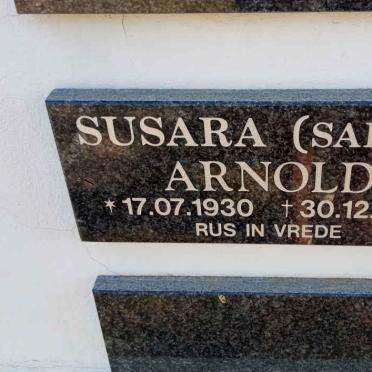 SUSARA (SA
ARNOLD
* 17.07.1930 † 30.12.
RUS IN VREDE